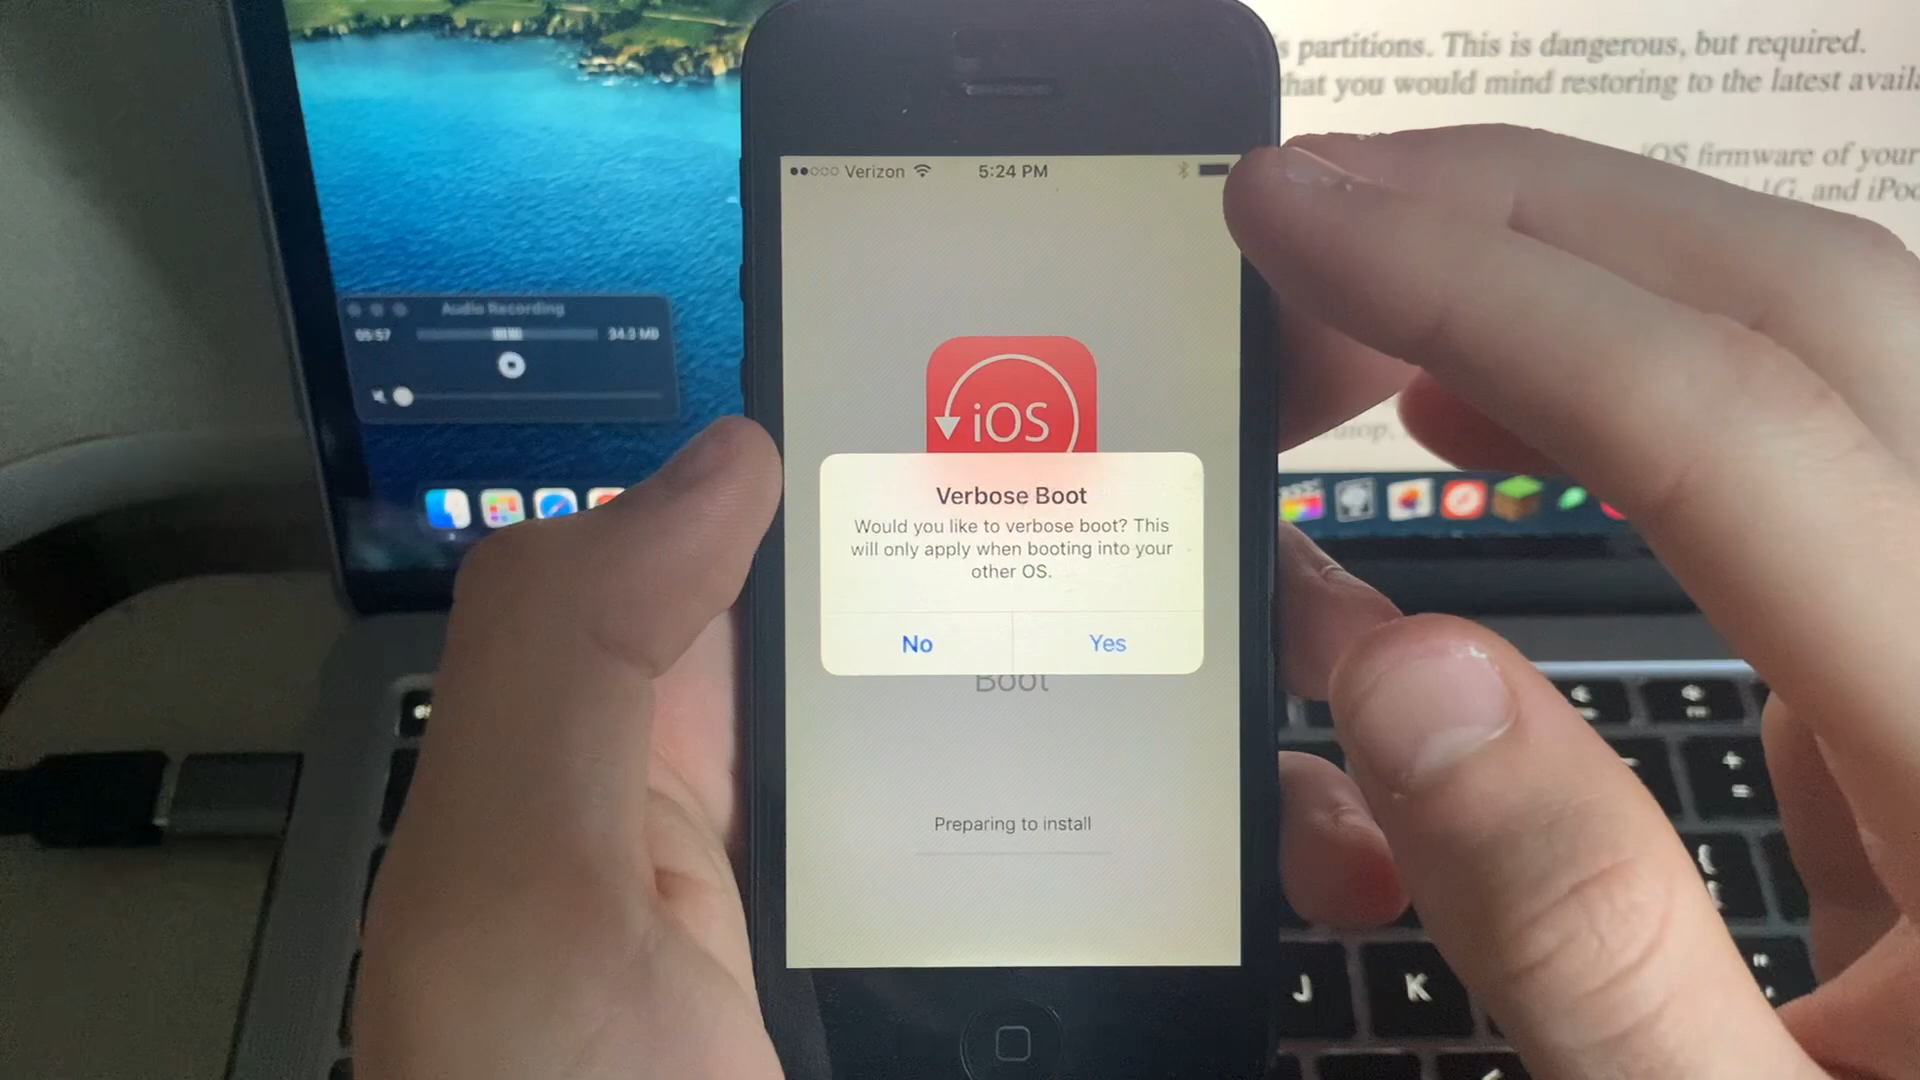 s partitions. This is dangerous, but required.
that you would mind restoring to the latest availa
iOS firmware of your
4G, and iPod
Verizon
5:24 PM
Audio Recording
05:57
34.3 MB
iOS
Verbose Boot
Would you like to verbose boot? This
will only apply when booting into your
other OS.
No
Yes
Boot
Preparing to install
J
K